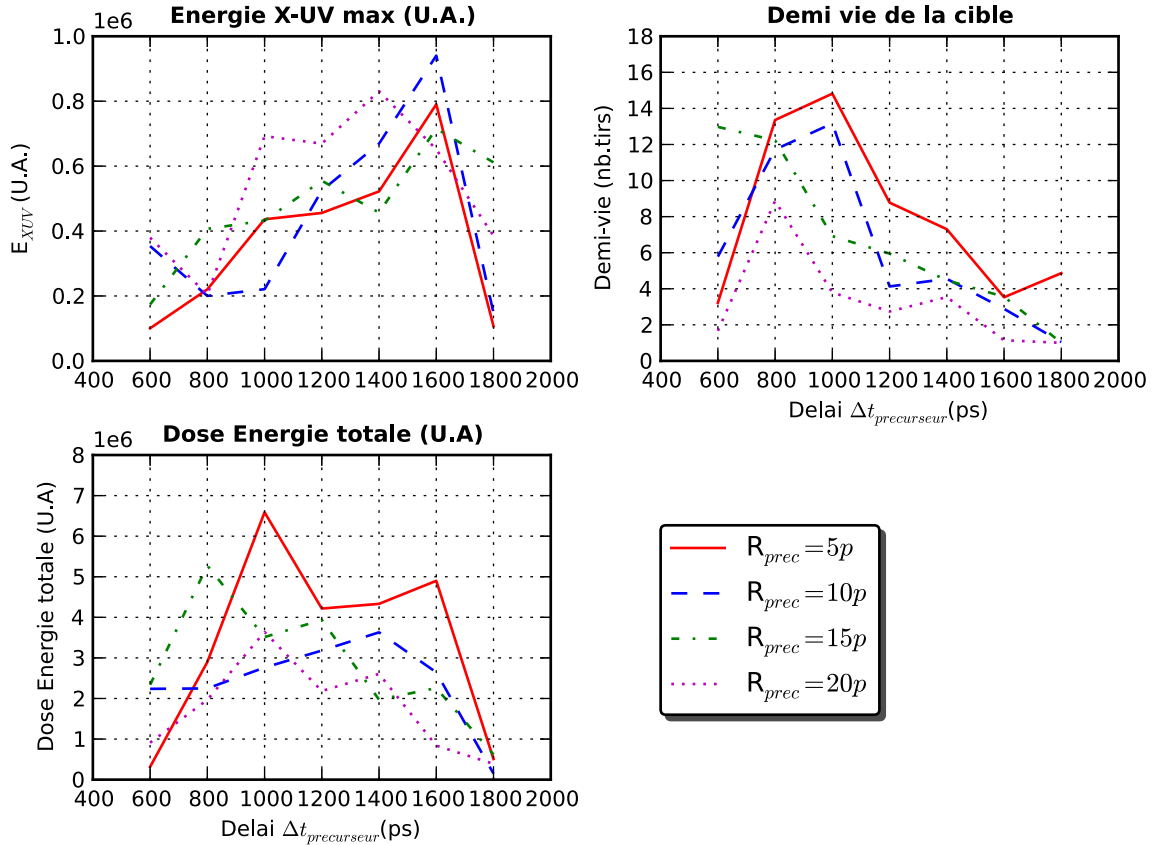 Energie X-UV max (U.A.)
1e6
E_XUV (U.A.)
1.0
0.8
0.6
0.4
0.2
0.0
400 600 800 1000 1200 1400 1600 1800 2000
Demi vie de la cible
Demi-vie (nb.tirs)
18
16
14
12
10
8
6
4
2
0
400 600 800 1000 1200 1400 1600 1800 2000
Delai Δt_precurseur(ps)
Dose Energie totale (U.A)
1e6
Dose Energie totale (U.A)
8
7
6
5
4
3
2
1
0
400 600 800 1000 1200 1400 1600 1800 2000
Delai Δt_precurseur(ps)
R_prec=5p
R_prec=10p
R_prec=15p
R_prec=20p